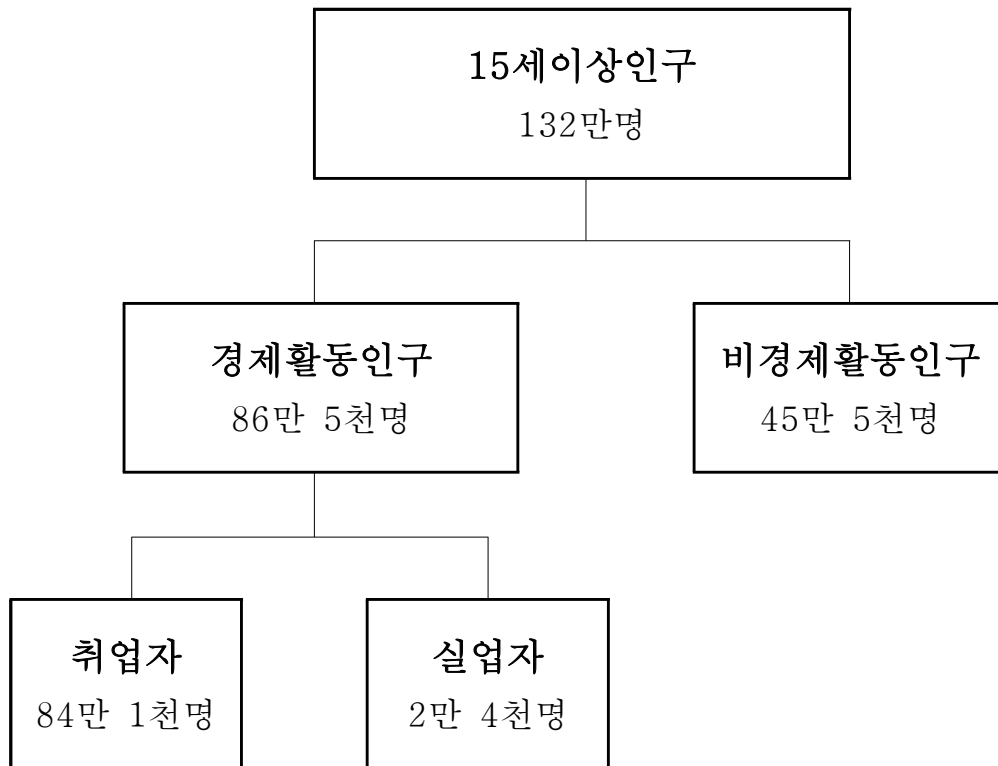 15세이상인구
132만명
경제활동인구
86만 5천명
비경제활동인구
45만 5천명
취업자
84만 1천명
실업자
2만 4천명